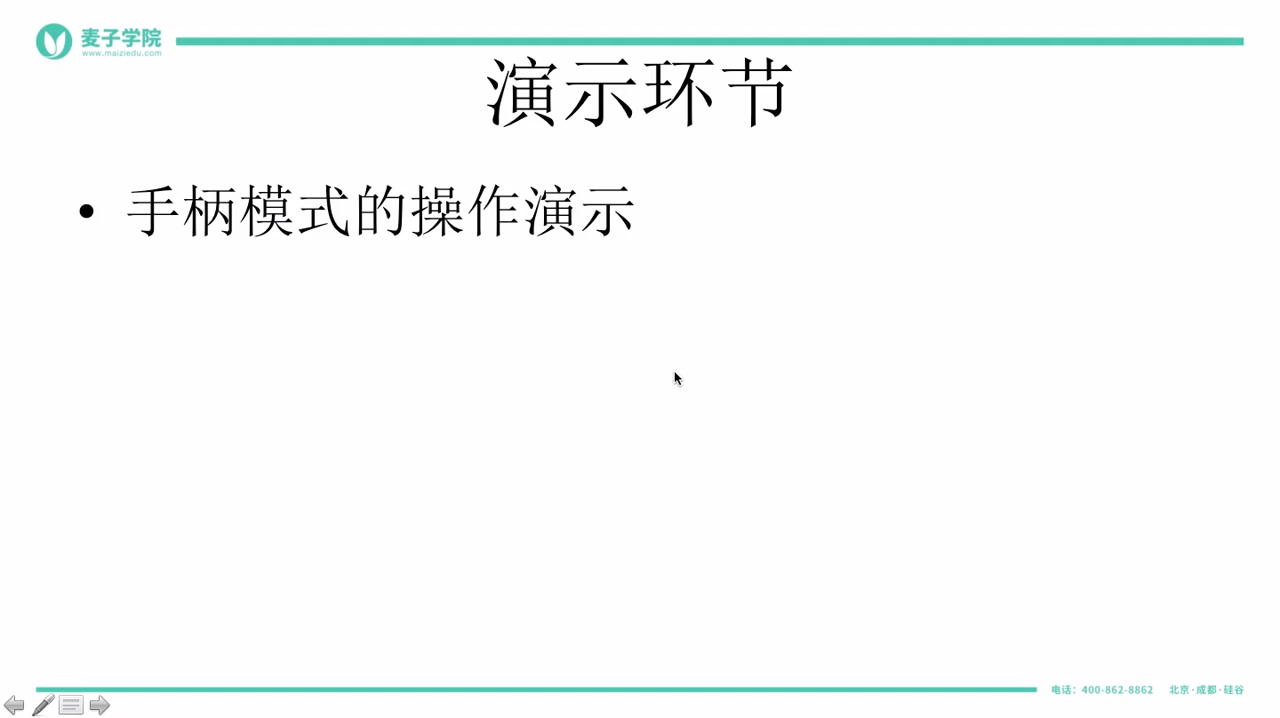 麦子学院
www.maiziedu.com
演示环节
• 手柄模式的操作演示
电话：400-862-8862 北京·成都·硅谷